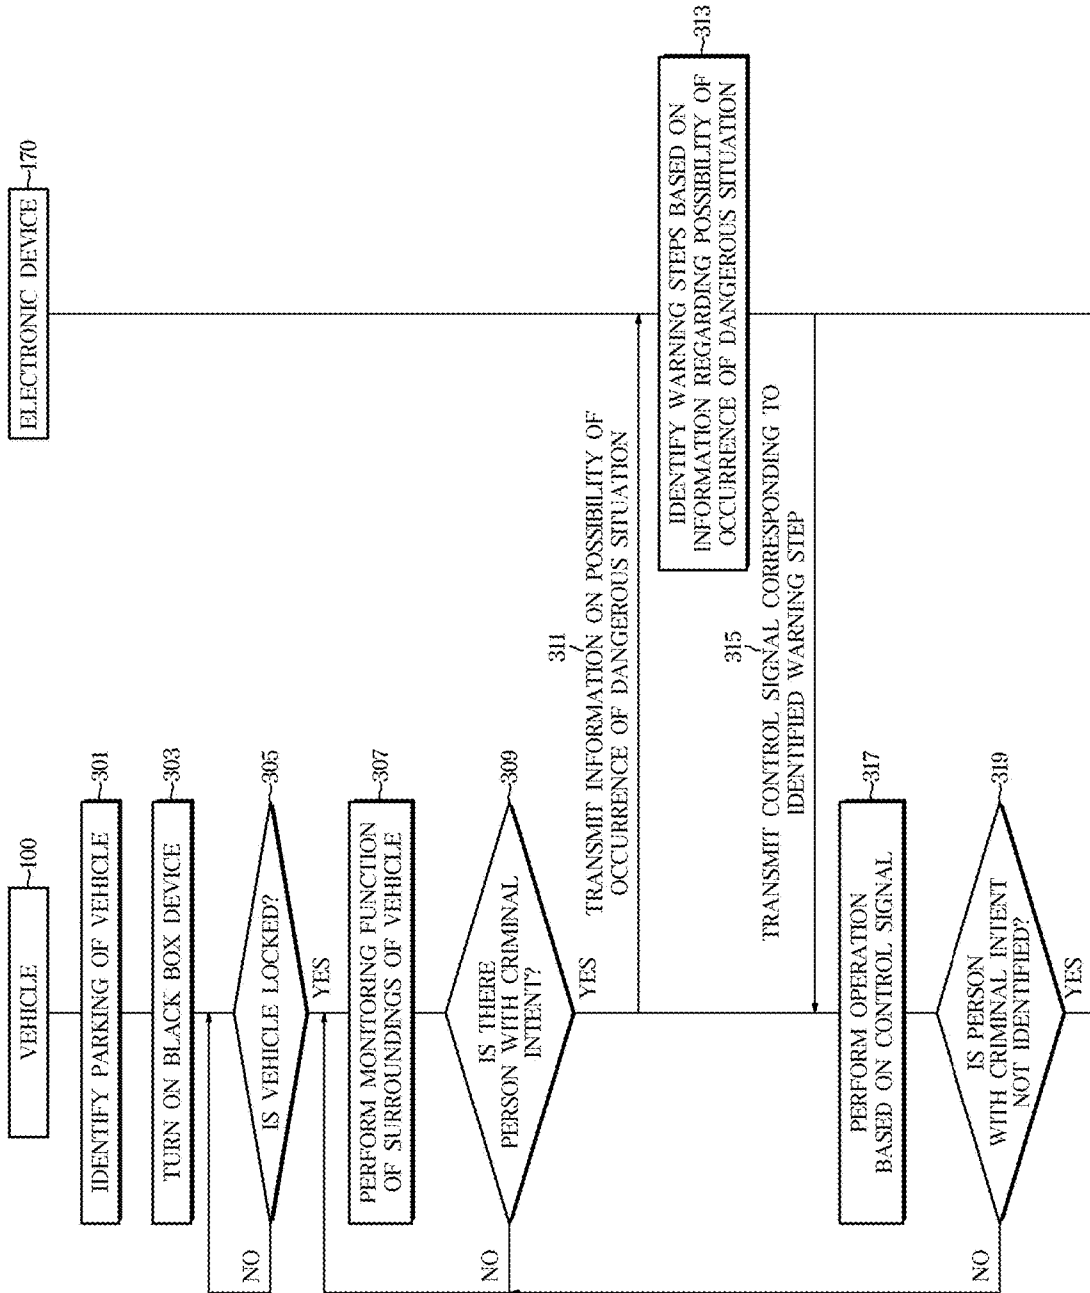 VEHICLE
100
ELECTRONIC DEVICE
170
IDENTIFY PARKING OF VEHICLE
301
TURN ON BLACK BOX DEVICE
303
IS VEHICLE LOCKED?
305
NO
YES
PERFORM MONITORING FUNCTION
OF SURROUNDINGS OF VEHICLE
307
IS THERE
PERSON WITH CRIMINAL
INTENT?
309
NO
YES
311
TRANSMIT INFORMATION ON POSSIBILITY OF
OCCURRENCE OF DANGEROUS SITUATION
IDENTIFY WARNING STEPS BASED ON
INFORMATION REGARDING POSSIBILITY OF
OCCURRENCE OF DANGEROUS SITUATION
313
315
TRANSMIT CONTROL SIGNAL CORRESPONDING TO
IDENTIFIED WARNING STEP
PERFORM OPERATION
BASED ON CONTROL SIGNAL
317
IS PERSON
WITH CRIMINAL INTENT
NOT IDENTIFIED?
319
NO
YES